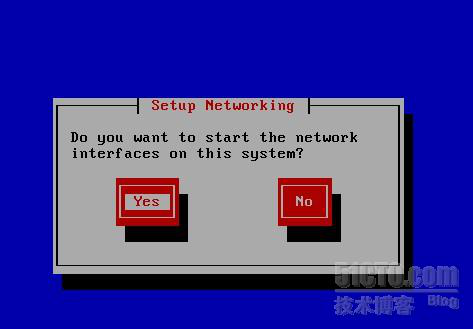 Setup Networking
Do you want to start the network
interfaces on this system?
Yes
No
51CTO.com
技术博客 Blog